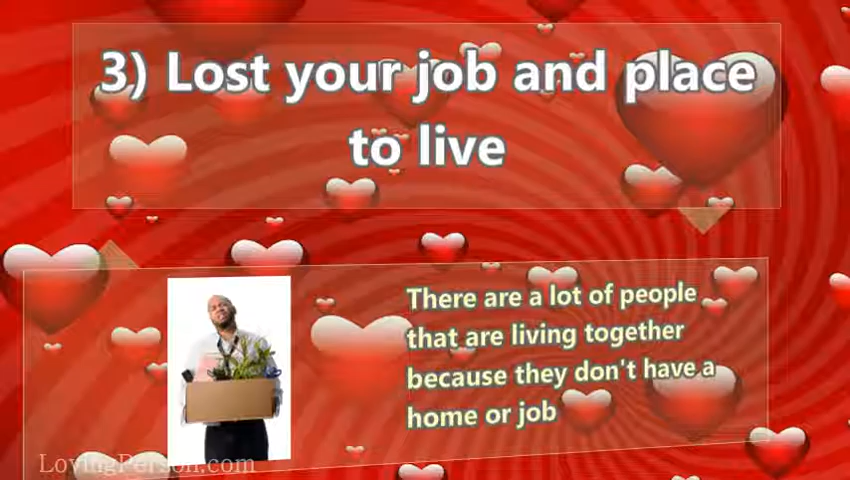 3) Lost your job and place
to live
There are a lot of people
that are living together
because they don't have a
home or job
LovingPerson.com